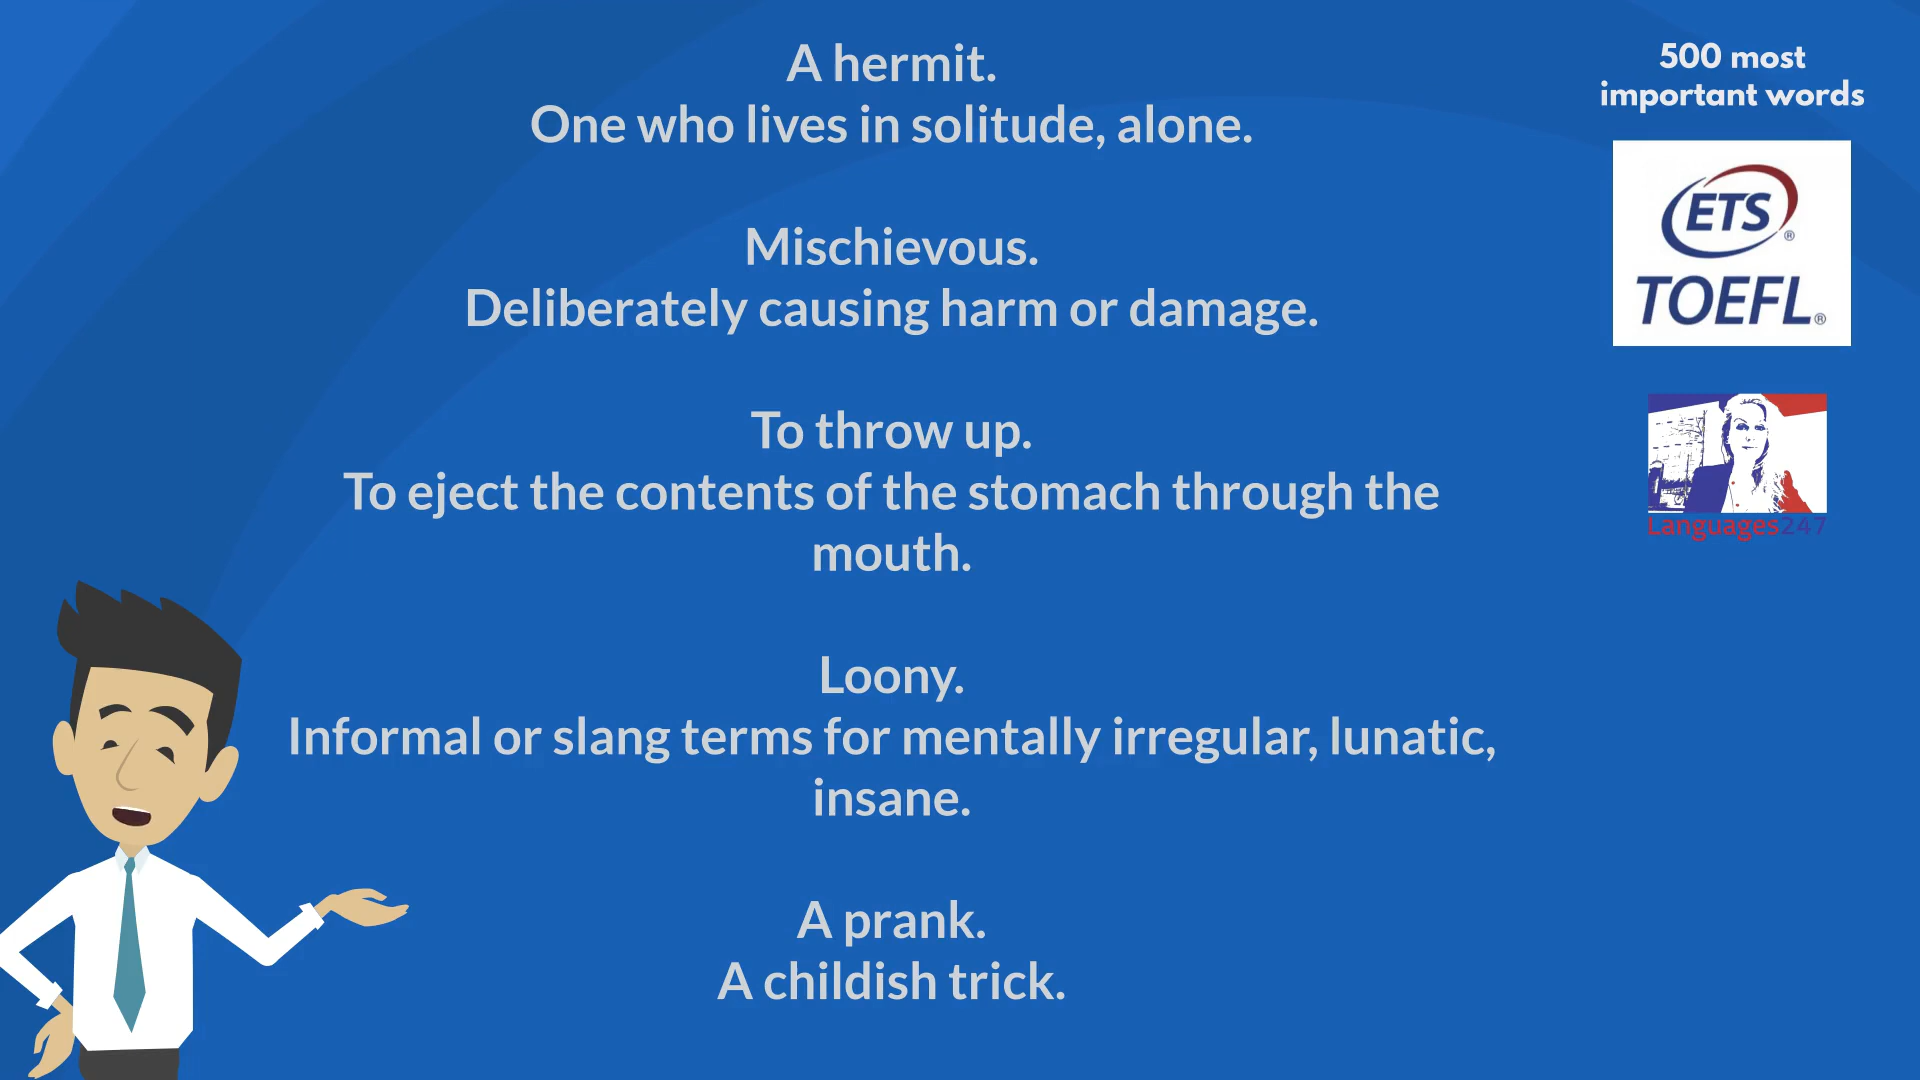 A hermit.
One who lives in solitude, alone.
Mischievous.
Deliberately causing harm or damage.
To throw up.
To eject the contents of the stomach through the
mouth.
Loony.
Informal or slang terms for mentally irregular, lunatic,
insane.
A prank.
A childish trick.
500 most
important words
ETS®
TOEFL®
Languages247